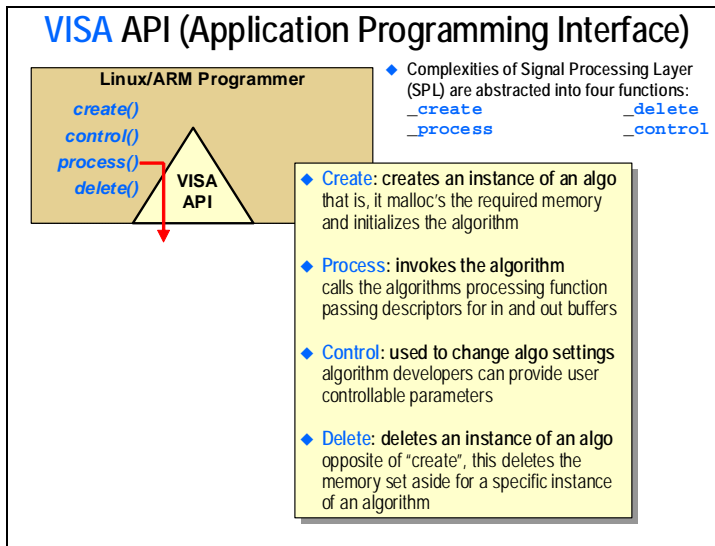 VISA API (Application Programming Interface)
Linux/ARM Programmer
create()
control()
process()
delete()
VISA
API
◆ Complexities of Signal Processing Layer
(SPL) are abstracted into four functions:
_create _delete
_process _control
◆ Create: creates an instance of an algo
that is, it malloc's the required memory
and initializes the algorithm
◆ Process: invokes the algorithm
calls the algorithms processing function
passing descriptors for in and out buffers
◆ Control: used to change algo settings
algorithm developers can provide user
controllable parameters
◆ Delete: deletes an instance of an algo
opposite of “create”, this deletes the
memory set aside for a specific instance
of an algorithm